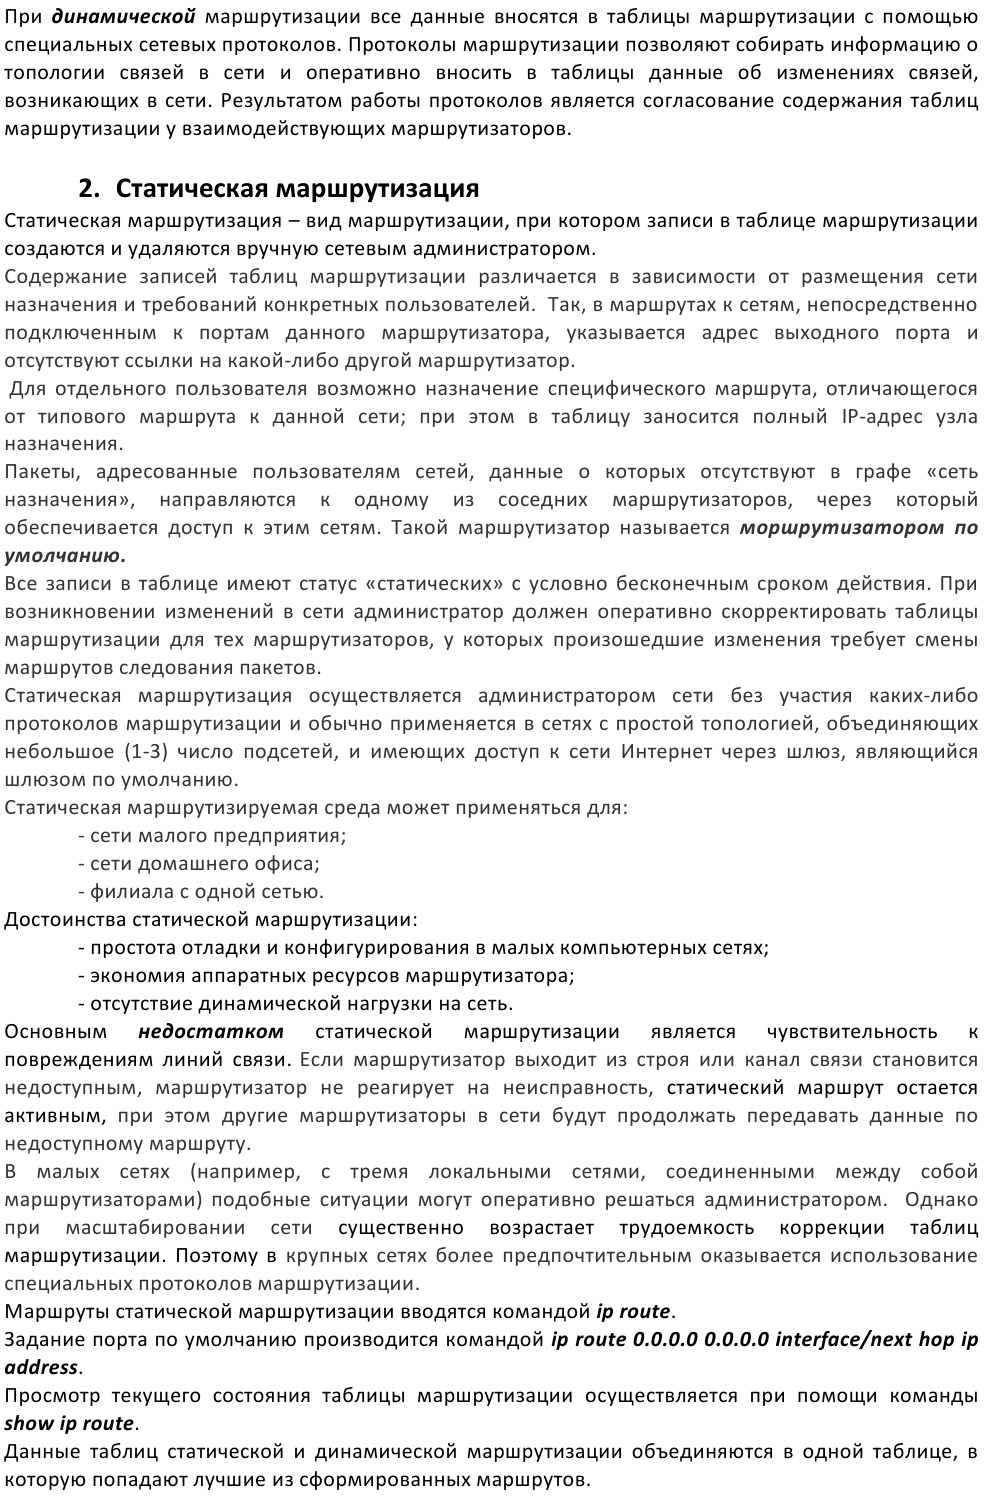 При динамической маршрутизации все данные вносятся в таблицы маршрутизации с помощью
специальных сетевых протоколов. Протоколы маршрутизации позволяют собирать информацию о
топологии связей в сети и оперативно вносить в таблицы данные об изменениях связей,
возникающих в сети. Результатом работы протоколов является согласование содержания таблиц
маршрутизации у взаимодействующих маршрутизаторов.
2. Статическая маршрутизация
Статическая маршрутизация – вид маршрутизации, при котором записи в таблице маршрутизации
создаются и удаляются вручную сетевым администратором.
Содержание записей таблиц маршрутизации различается в зависимости от размещения сети
назначения и требований конкретных пользователей. Так, в маршрутах к сетям, непосредственно
подключенным к портам данного маршрутизатора, указывается адрес выходного порта и
отсутствуют ссылки на какой-либо другой маршрутизатор.
Для отдельного пользователя возможно назначение специфического маршрута, отличающегося
от типового маршрута к данной сети; при этом в таблицу заносится полный IP-адрес узла
назначения.
Пакеты, адресованные пользователям сетей, данные о которых отсутствуют в графе «сеть
назначения», направляются к одному из соседних маршрутизаторов, через который
обеспечивается доступ к этим сетям. Такой маршрутизатор называется моршрутизатором по
умолчанию.
Все записи в таблице имеют статус «статических» с условно бесконечным сроком действия. При
возникновении изменений в сети администратор должен оперативно скорректировать таблицы
маршрутизации для тех маршрутизаторов, у которых произошедшие изменения требует смены
маршрутов следования пакетов.
Статическая маршрутизация осуществляется администратором сети без участия каких-либо
протоколов маршрутизации и обычно применяется в сетях с простой топологией, объединяющих
небольшое (1-3) число подсетей, и имеющих доступ к сети Интернет через шлюз, являющийся
шлюзом по умолчанию.
Статическая маршрутизируемая среда может применяться для:
- сети малого предприятия;
- сети домашнего офиса;
- филиала с одной сетью.
Достоинства статической маршрутизации:
- простота отладки и конфигурирования в малых компьютерных сетях;
- экономия аппаратных ресурсов маршрутизатора;
- отсутствие динамической нагрузки на сеть.
Основным недостатком статической маршрутизации является чувствительность к
повреждениям линий связи. Если маршрутизатор выходит из строя или канал связи становится
недоступным, маршрутизатор не реагирует на неисправность, статический маршрут остается
активным, при этом другие маршрутизаторы в сети будут продолжать передавать данные по
недоступному маршруту.
В малых сетях (например, с тремя локальными сетями, соединенными между собой
маршрутизаторами) подобные ситуации могут оперативно решаться администратором. Однако
при масштабировании сети существенно возрастает трудоемкость коррекции таблиц
маршрутизации. Поэтому в крупных сетях более предпочтительным оказывается использование
специальных протоколов маршрутизации.
Маршруты статической маршрутизации вводятся командой ip route.
Задание порта по умолчанию производится командой ip route 0.0.0.0 0.0.0.0 interface/next hop ip
address.
Просмотр текущего состояния таблицы маршрутизации осуществляется при помощи команды
show ip route.
Данные таблиц статической и динамической маршрутизации объединяются в одной таблице, в
которую попадают лучшие из сформированных маршрутов.